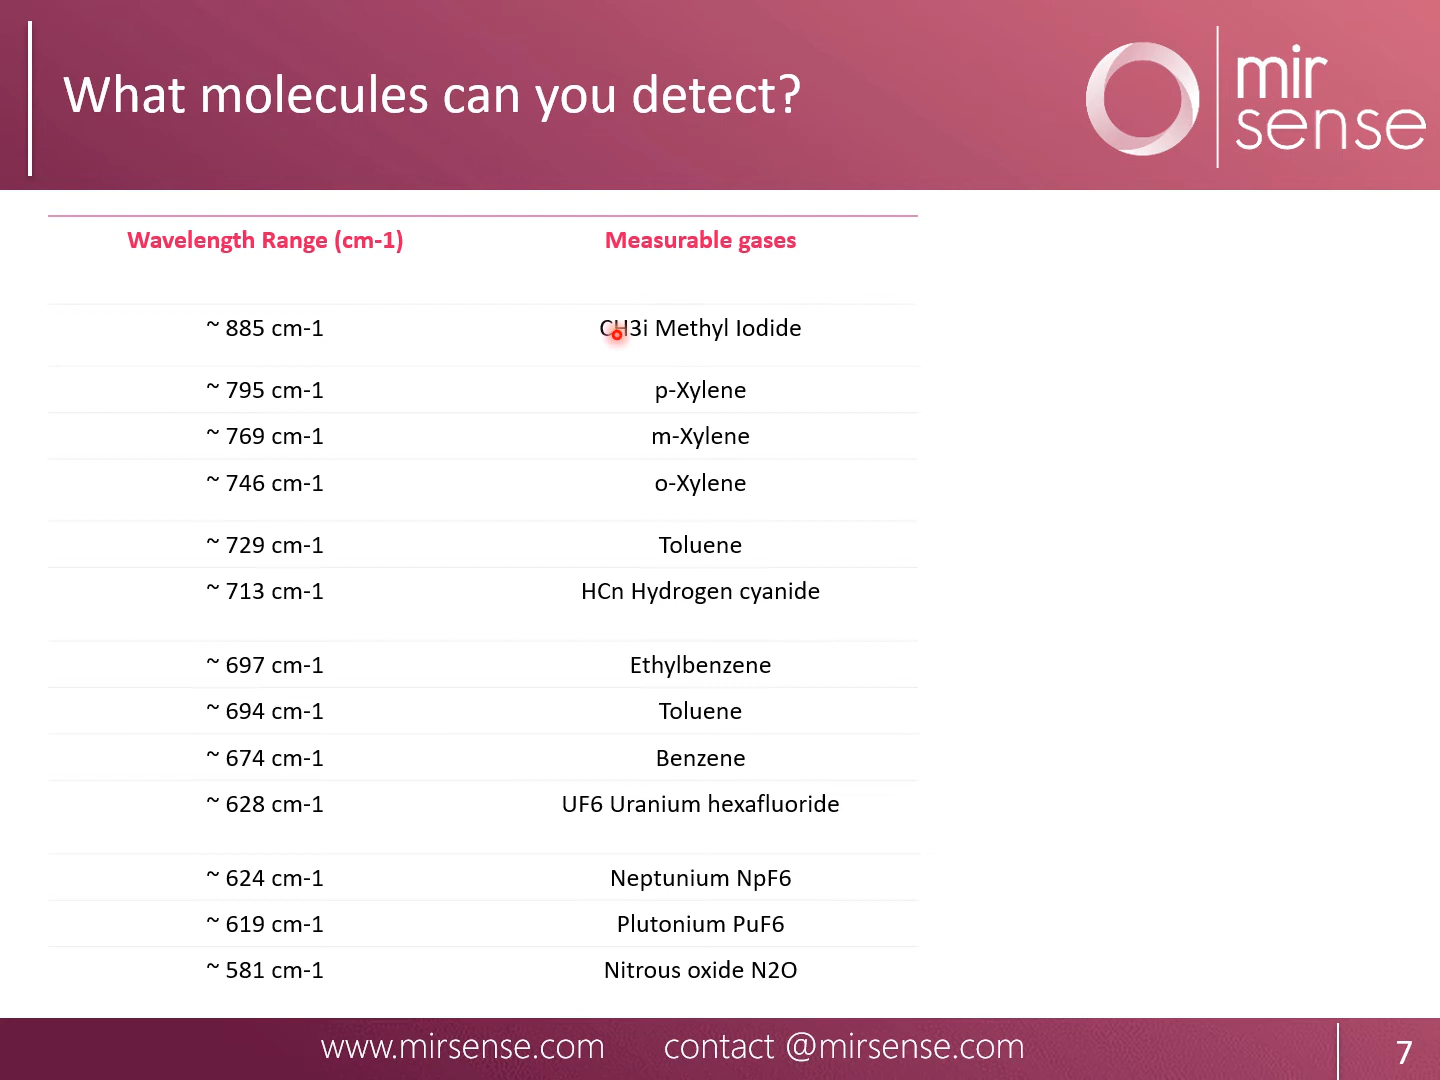 What molecules can you detect?
mir
sense
Wavelength Range (cm-1) Measurable gases
~ 885 cm-1 CH3i Methyl Iodide
~ 795 cm-1 p-Xylene
~ 769 cm-1 m-Xylene
~ 746 cm-1 o-Xylene
~ 729 cm-1 Toluene
~ 713 cm-1 HCn Hydrogen cyanide
~ 697 cm-1 Ethylbenzene
~ 694 cm-1 Toluene
~ 674 cm-1 Benzene
~ 628 cm-1 UF6 Uranium hexafluoride
~ 624 cm-1 Neptunium NpF6
~ 619 cm-1 Plutonium PuF6
~ 581 cm-1 Nitrous oxide N2O
www.mirsense.com contact @mirsense.com 7